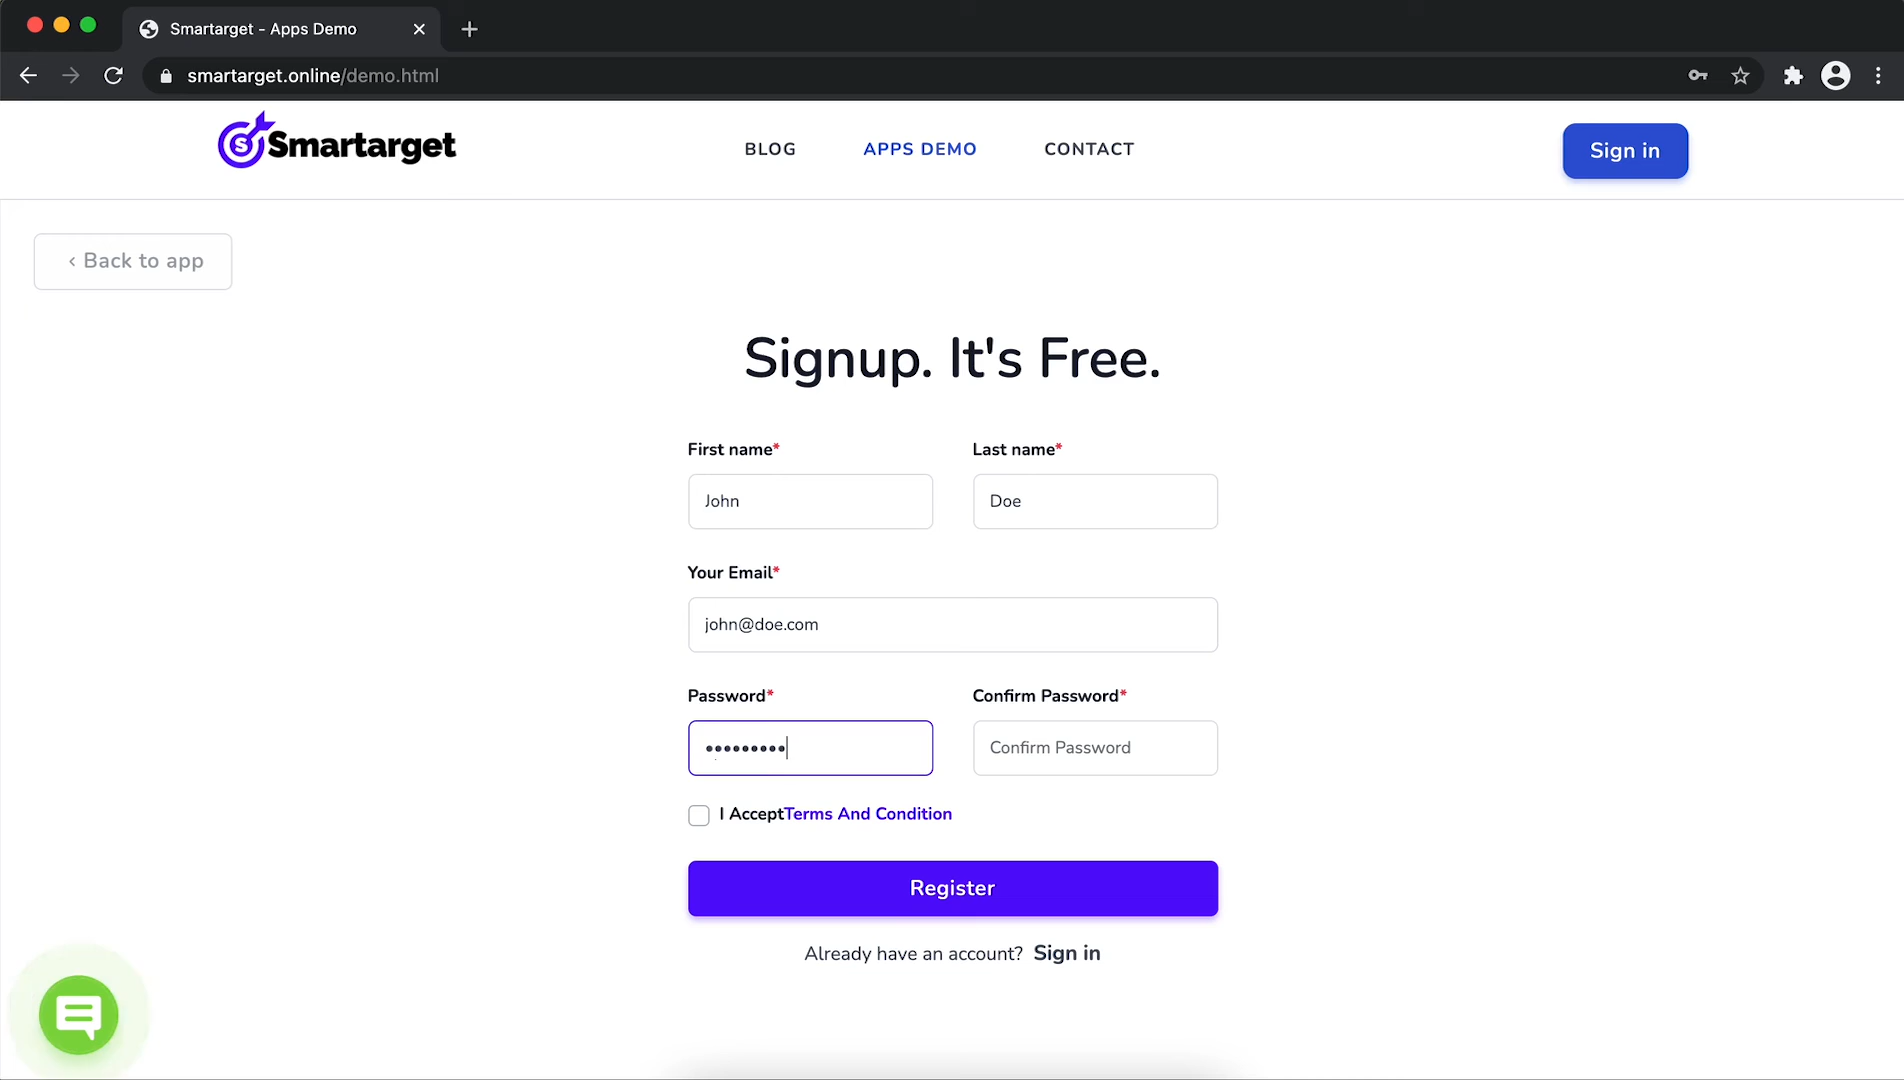 Smartarget - Apps Demo
smartarget.online/demo.html
Smartarget
BLOG
APPS DEMO
CONTACT
Sign in
‹ Back to app
Signup. It's Free.
First name*
Last name*
John
Doe
Your Email*
john@doe.com
Password*
Confirm Password*
•••••••••
Confirm Password
I AcceptTerms And Condition
Register
Already have an account? Sign in